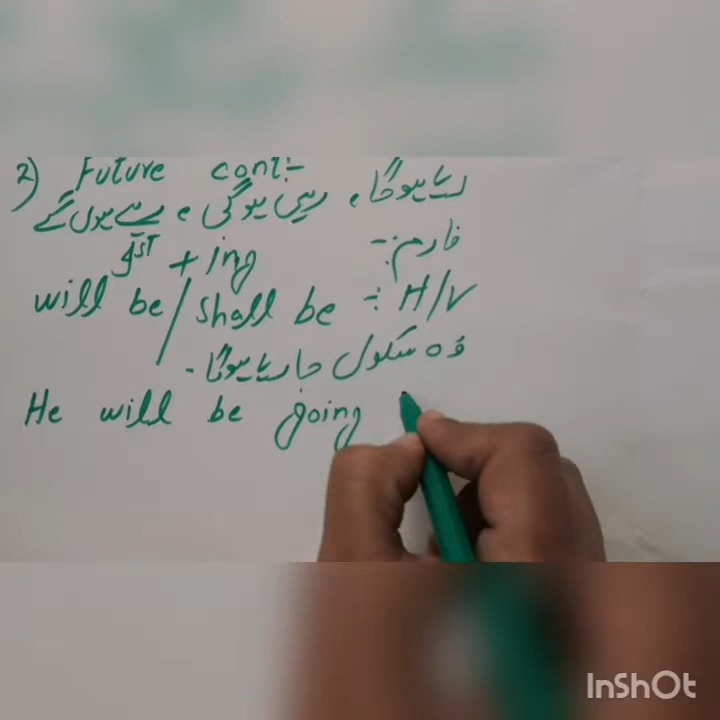 2) Future cont:-
رہا ہوگا، رہی ہوگی، رہے ہوں گے
فارم:- 1st + ing
H/V :- will be / shall be
وہ سکول جا رہا ہوگا۔
He will be going
InShOt